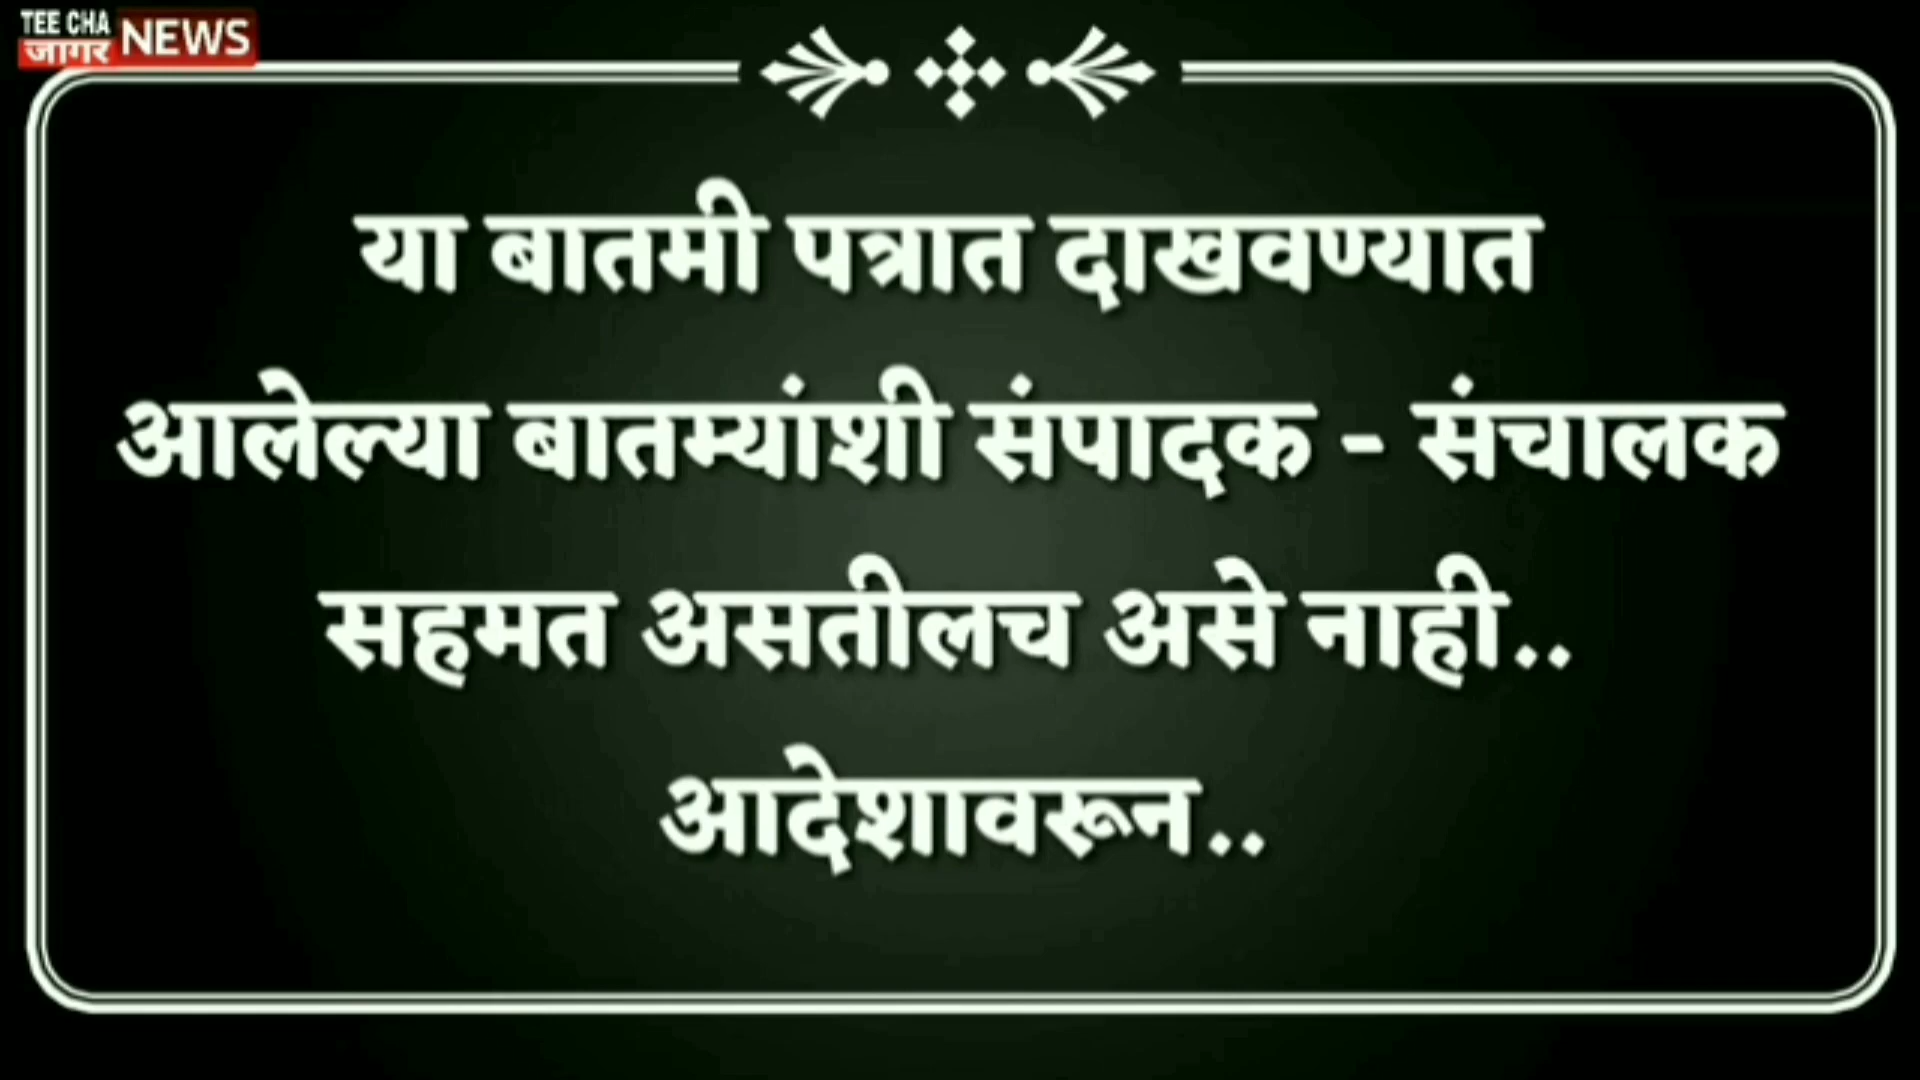 TEE CHA
जागर NEWS
या बातमी पत्रात दाखवण्यात
आलेल्या बातम्यांशी संपादक - संचालक
सहमत असतीलच असे नाही..
आदेशावरून..